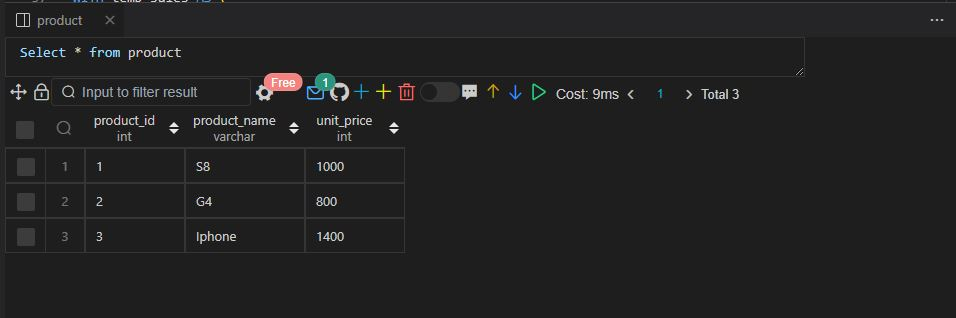 product
Select * from product
Input to filter result
Free
1
Cost: 9ms
1
Total 3
product_id product_name unit_price
int varchar int
1 1 S8 1000
2 2 G4 800
3 3 Iphone 1400